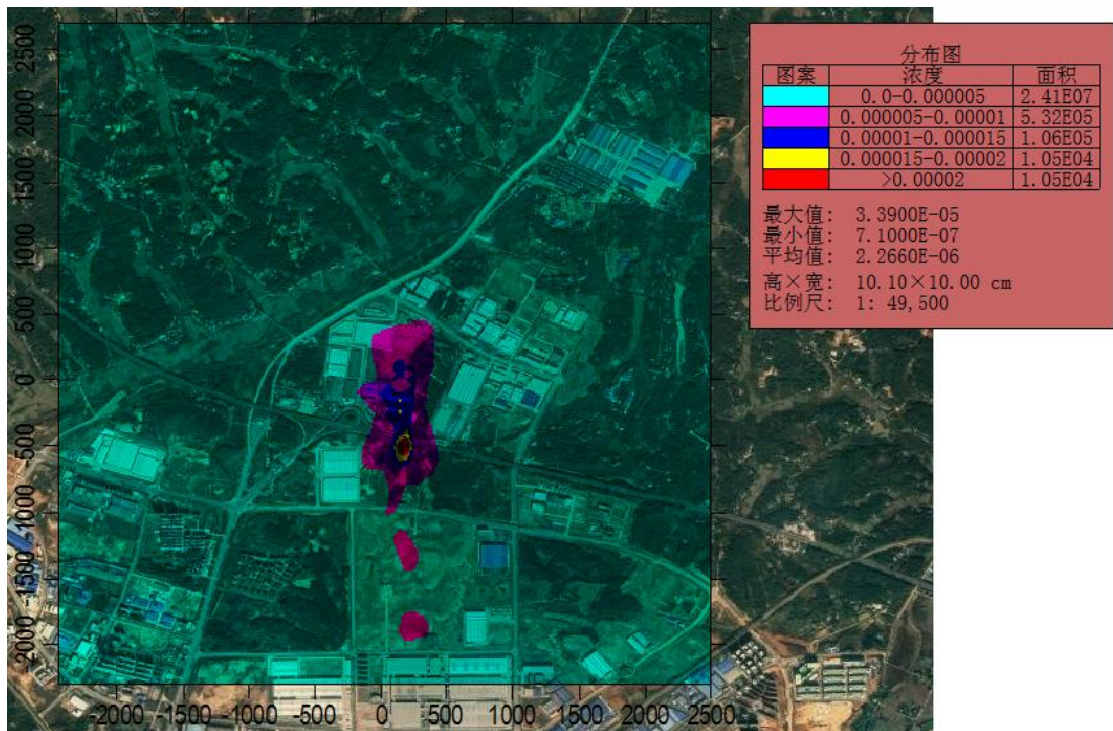 分布图
图案 浓度 面积
0.0-0.000005 2.41E07
0.000005-0.00001 5.32E05
0.00001-0.000015 1.06E05
0.000015-0.00002 1.05E04
>0.00002 1.05E04
最大值: 3.3900E-05
最小值: 7.1000E-07
平均值: 2.2660E-06
高×宽: 10.10×10.00 cm
比例尺: 1: 49,500
2500
2000
1500
1000
500
0
-500
-1000
-1500
-2000
-2000 -1500 -1000 -500 0 500 1000 1500 2000 2500